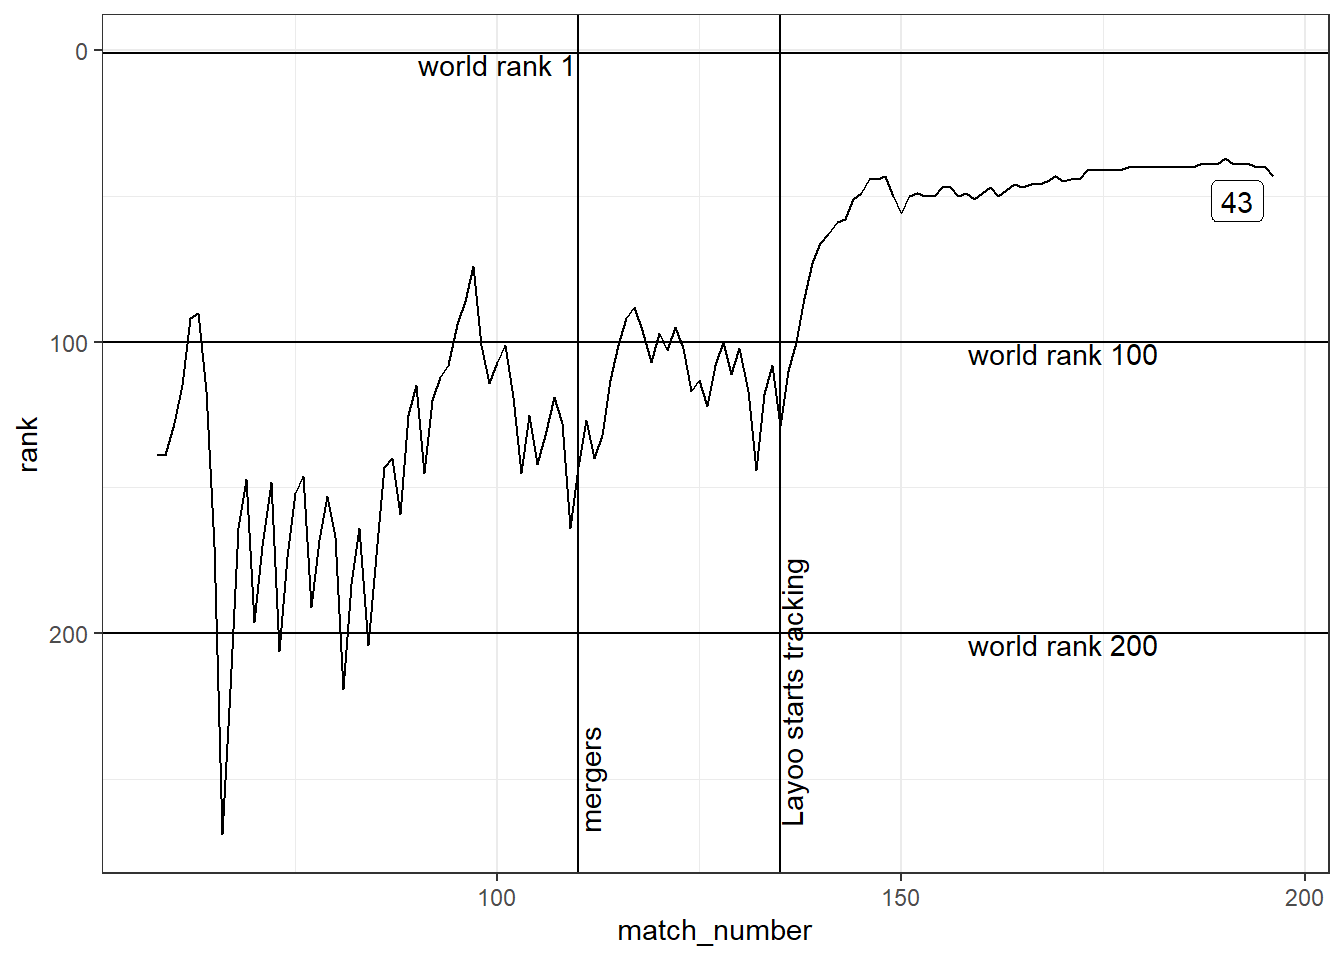 0
world rank 1
43
100
world rank 100
rank
200
world rank 200
mergers
Layoo starts tracking
100
150
200
match_number